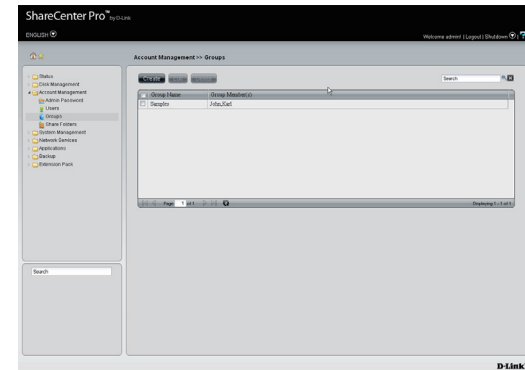 ShareCenter Pro™ by D-Link
ENGLISH
Welcome admin! | Logout | Shutdown | ?
Account Management >> Groups
Status
Disk Management
Account Management
Admin Password
Users
Groups
Share Folders
System Management
Network Services
Applications
Backup
Extension Pack
Create
Search
Group Name Group Member(s)
Samples John,Karl
Page 1 of 1
Displaying 1 - 1 of 1
Search
D-Link